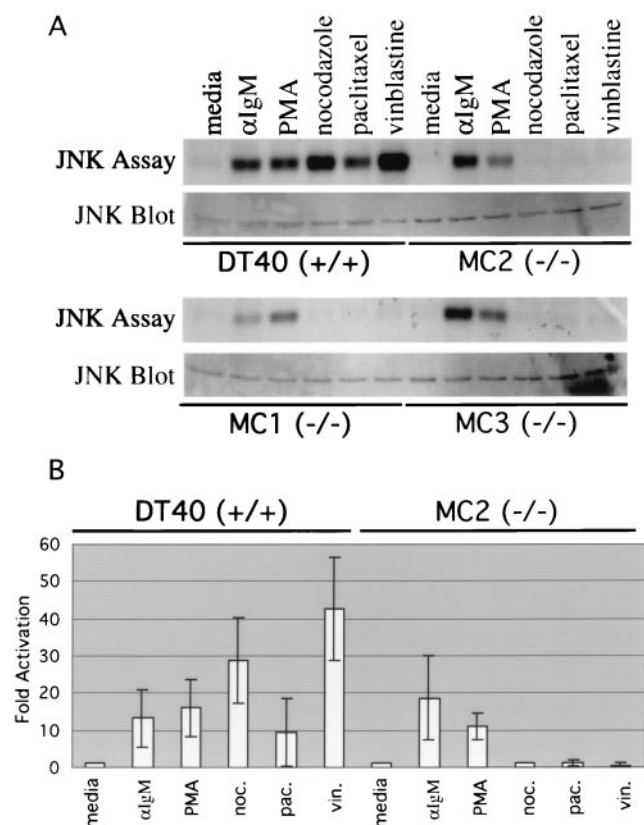 A
media αIgM PMA nocodazole paclitaxel vinblastine media αIgM PMA nocodazole paclitaxel vinblastine
JNK Assay
JNK Blot
DT40 (+/+) MC2 (-/-)
JNK Assay
JNK Blot
MC1 (-/-) MC3 (-/-)
B
DT40 (+/+) MC2 (-/-)
Fold Activation
60
50
40
30
20
10
0
media αIgM PMA noc. pac. vin. media αIgM PMA noc. pac. vin.